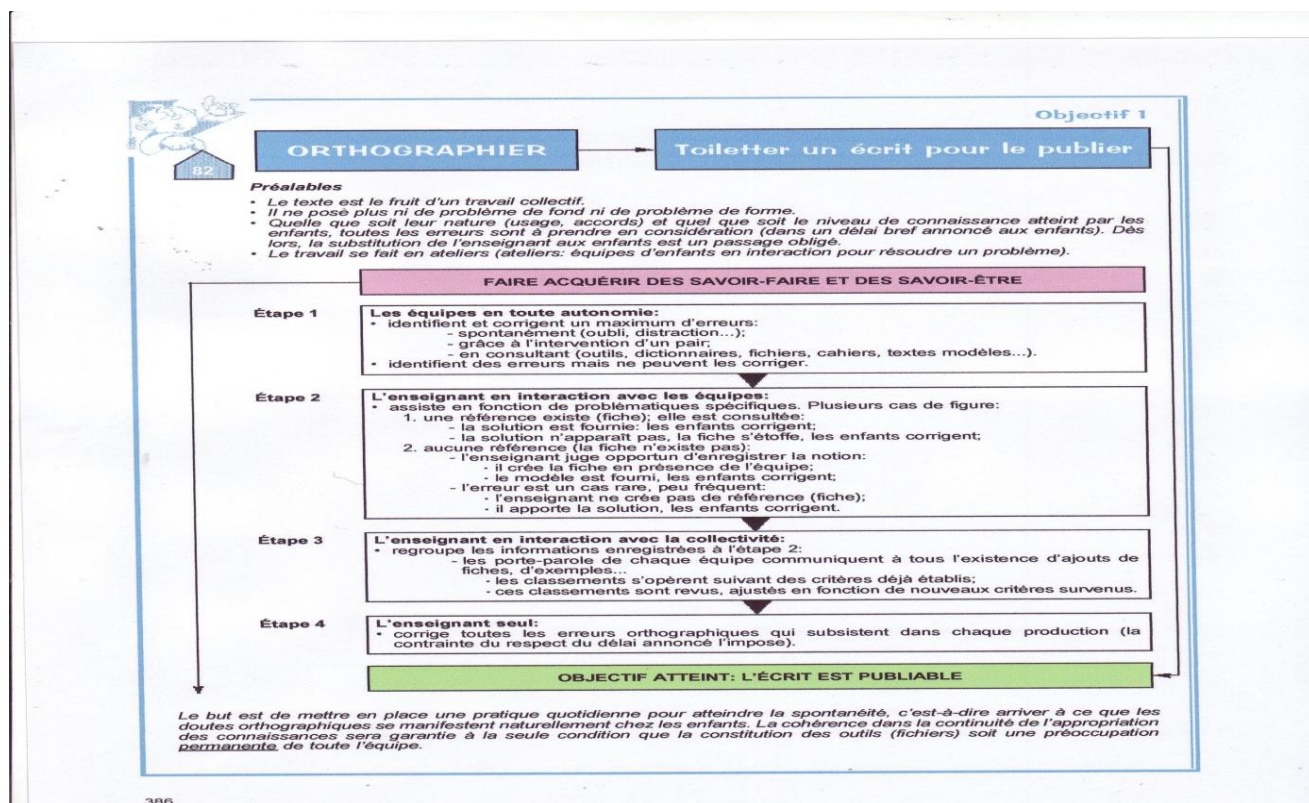 Objectif 1
ORTHOGRAPHIER
Toiletter un écrit pour le publier
82
Préalables
• Le texte est le fruit d'un travail collectif.
• Il ne pose plus ni de problème de fond ni de problème de forme.
• Quelle que soit leur nature (usage, accords) et quel que soit le niveau de connaissance atteint par les
enfants, toutes les erreurs sont à prendre en considération (dans un délai bref annoncé aux enfants). Dès
lors, la substitution de l'enseignant aux enfants est un passage obligé.
• Le travail se fait en ateliers (ateliers: équipes d'enfants en interaction pour résoudre un problème).
FAIRE ACQUÉRIR DES SAVOIR-FAIRE ET DES SAVOIR-ÊTRE
Étape 1
Les équipes en toute autonomie:
• identifient et corrigent un maximum d'erreurs:
- spontanément (oubli, distraction...);
- grâce à l'intervention d'un pair;
- en consultant (outils, dictionnaires, fichiers, cahiers, textes modèles...).
• identifient des erreurs mais ne peuvent les corriger.
Étape 2
L'enseignant en interaction avec les équipes:
• assiste en fonction de problématiques spécifiques. Plusieurs cas de figure:
1. une référence existe (fiche); elle est consultée:
- la solution est fournie: les enfants corrigent;
- la solution n'apparaît pas, la fiche s'étoffe, les enfants corrigent;
2. aucune référence (la fiche n'existe pas):
- l'enseignant juge opportun d'enregistrer la notion:
· il crée la fiche en présence de l'équipe;
· le modèle est fourni, les enfants corrigent;
- l'erreur est un cas rare, peu fréquent:
· l'enseignant ne crée pas de référence (fiche);
· il apporte la solution, les enfants corrigent.
Étape 3
L'enseignant en interaction avec la collectivité:
• regroupe les informations enregistrées à l'étape 2:
- les porte-parole de chaque équipe communiquent à tous l'existence d'ajouts de
fiches, d'exemples...
· les classements s'opèrent suivant des critères déjà établis;
· ces classements sont revus, ajustés en fonction de nouveaux critères survenus.
Étape 4
L'enseignant seul:
• corrige toutes les erreurs orthographiques qui subsistent dans chaque production (la
contrainte du respect du délai annoncé l'impose).
OBJECTIF ATTEINT: L'ÉCRIT EST PUBLIABLE
Le but est de mettre en place une pratique quotidienne pour atteindre la spontanéité, c'est-à-dire arriver à ce que les
doutes orthographiques se manifestent naturellement chez les enfants. La cohérence dans la continuité de l'appropriation
des connaissances sera garantie à la seule condition que la constitution des outils (fichiers) soit une préoccupation
permanente de toute l'équipe.
386